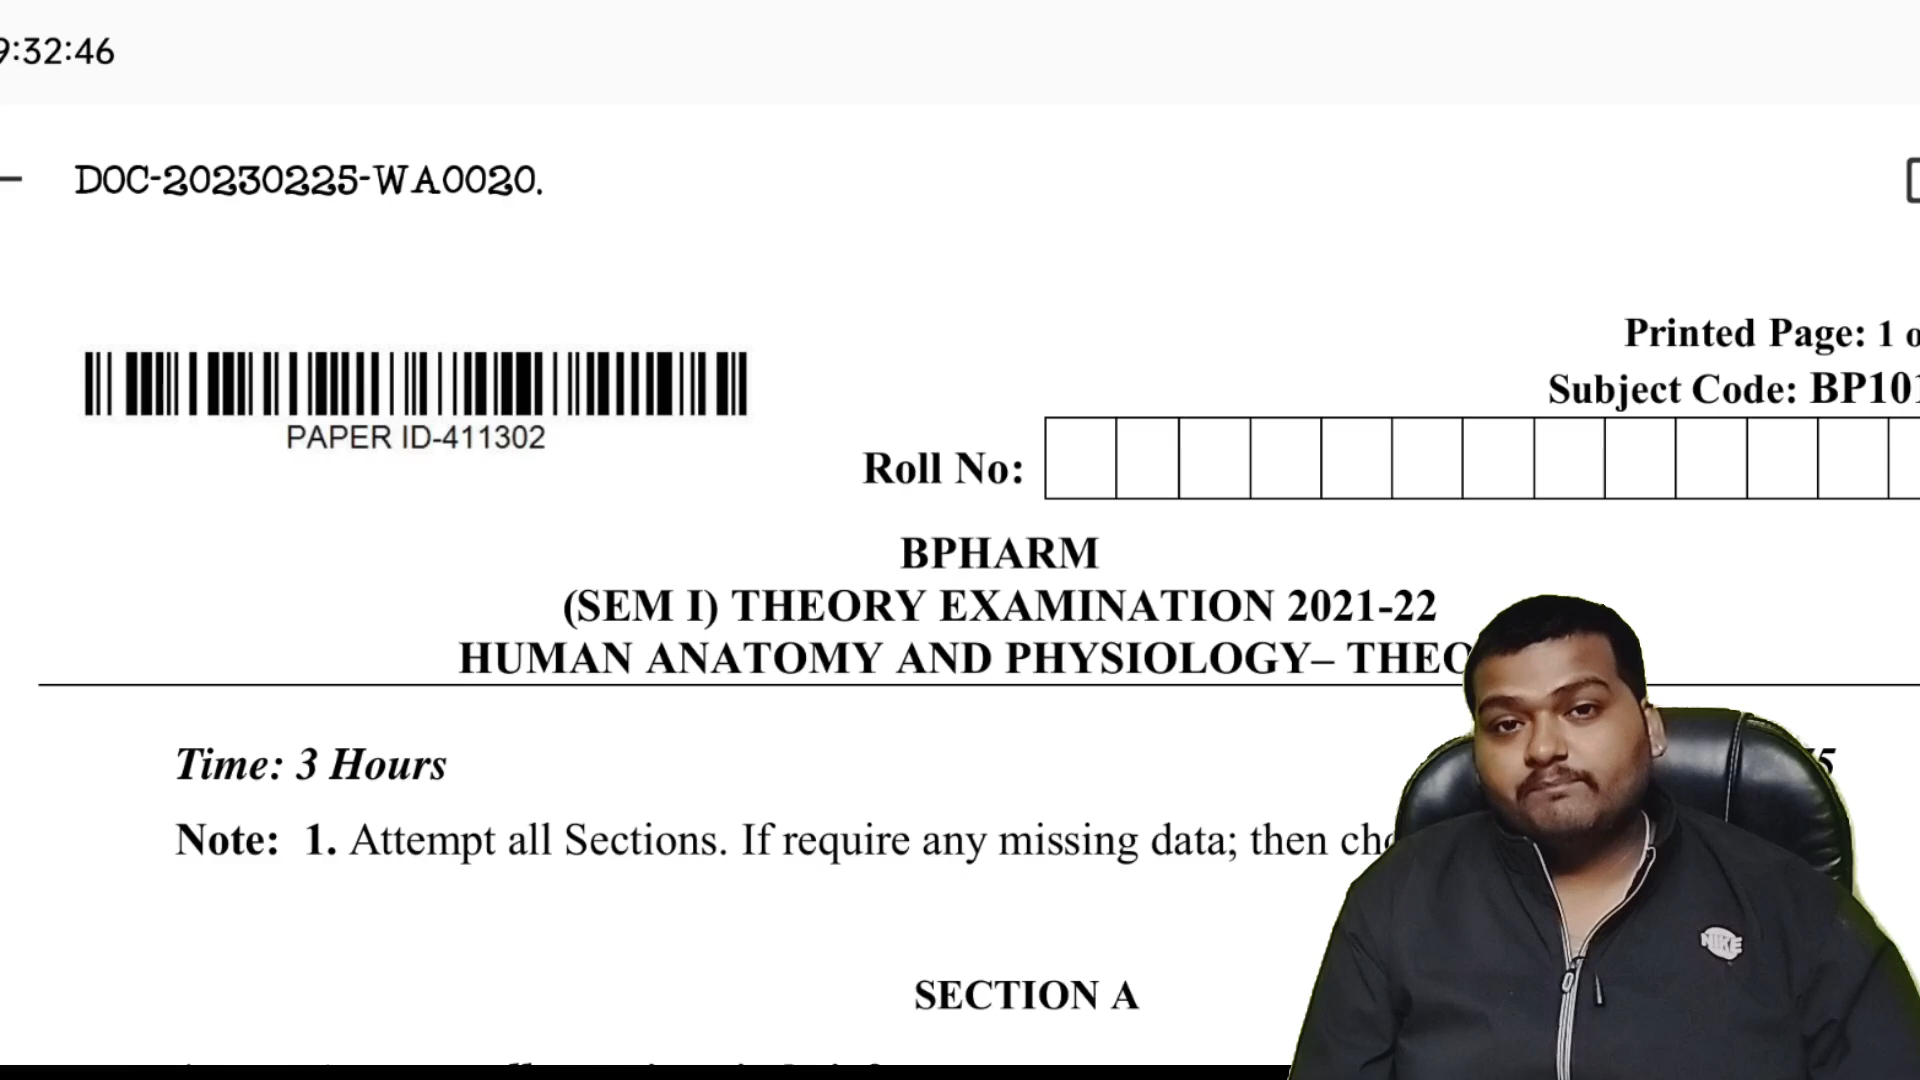 9:32:46
DOC-20230225-WA0020.
Printed Page: 1 o
Subject Code: BP101
PAPER ID-411302
Roll No:
BPHARM
(SEM I) THEORY EXAMINATION 2021-22
HUMAN ANATOMY AND PHYSIOLOGY– THEO
Time: 3 Hours
Note: 1. Attempt all Sections. If require any missing data; then
NIKE
SECTION A